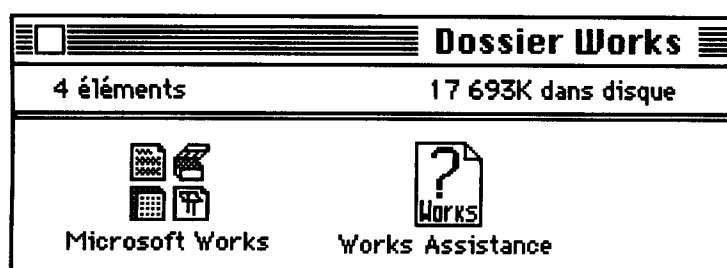 Dossier Works
4 éléments 17 693K dans disque
?
Works
Microsoft Works Works Assistance